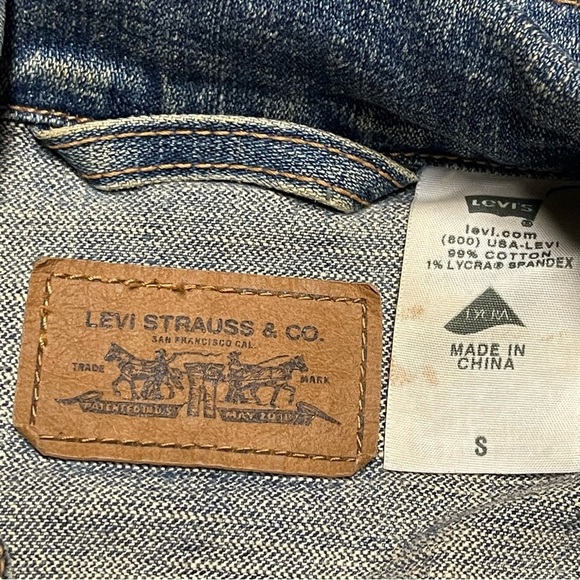 LEVI STRAUSS & CO.
SAN FRANCISCO CAL.
TRADE MARK
PATENTED IN U.S. MAY 20 1873
LEVI'S
®
levi.com
(800) USA-LEVI
99% COTTON
1% LYCRA® SPANDEX
MADE IN
CHINA
S